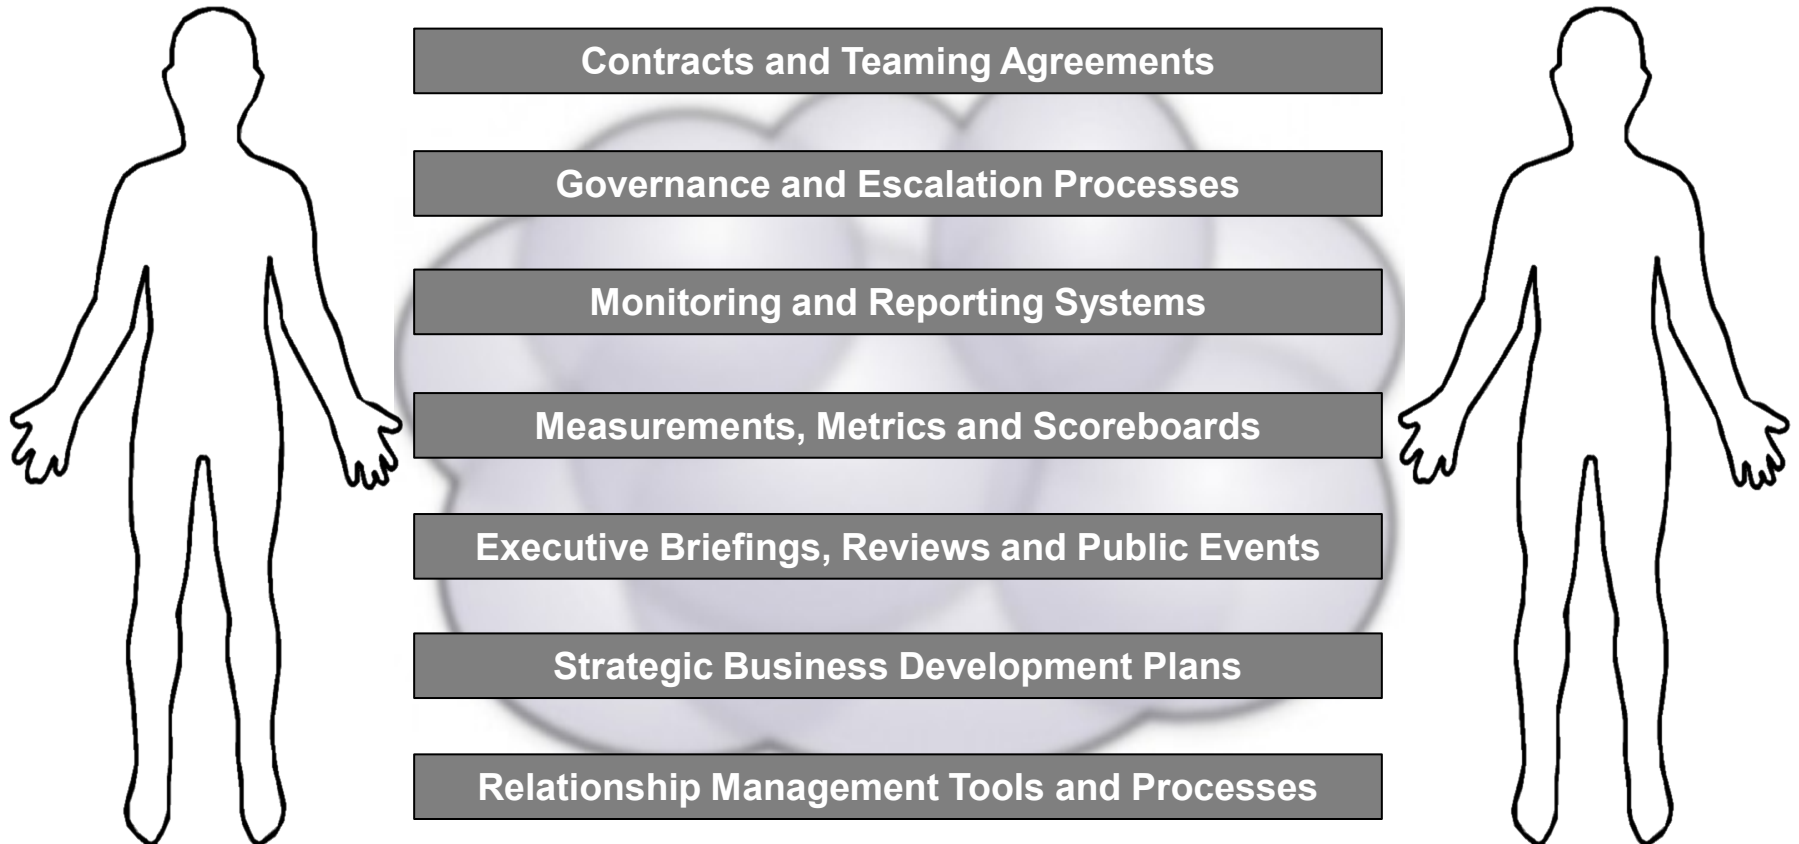 Contracts and Teaming Agreements
Governance and Escalation Processes
Monitoring and Reporting Systems
Measurements, Metrics and Scoreboards
Executive Briefings, Reviews and Public Events
Strategic Business Development Plans
Relationship Management Tools and Processes